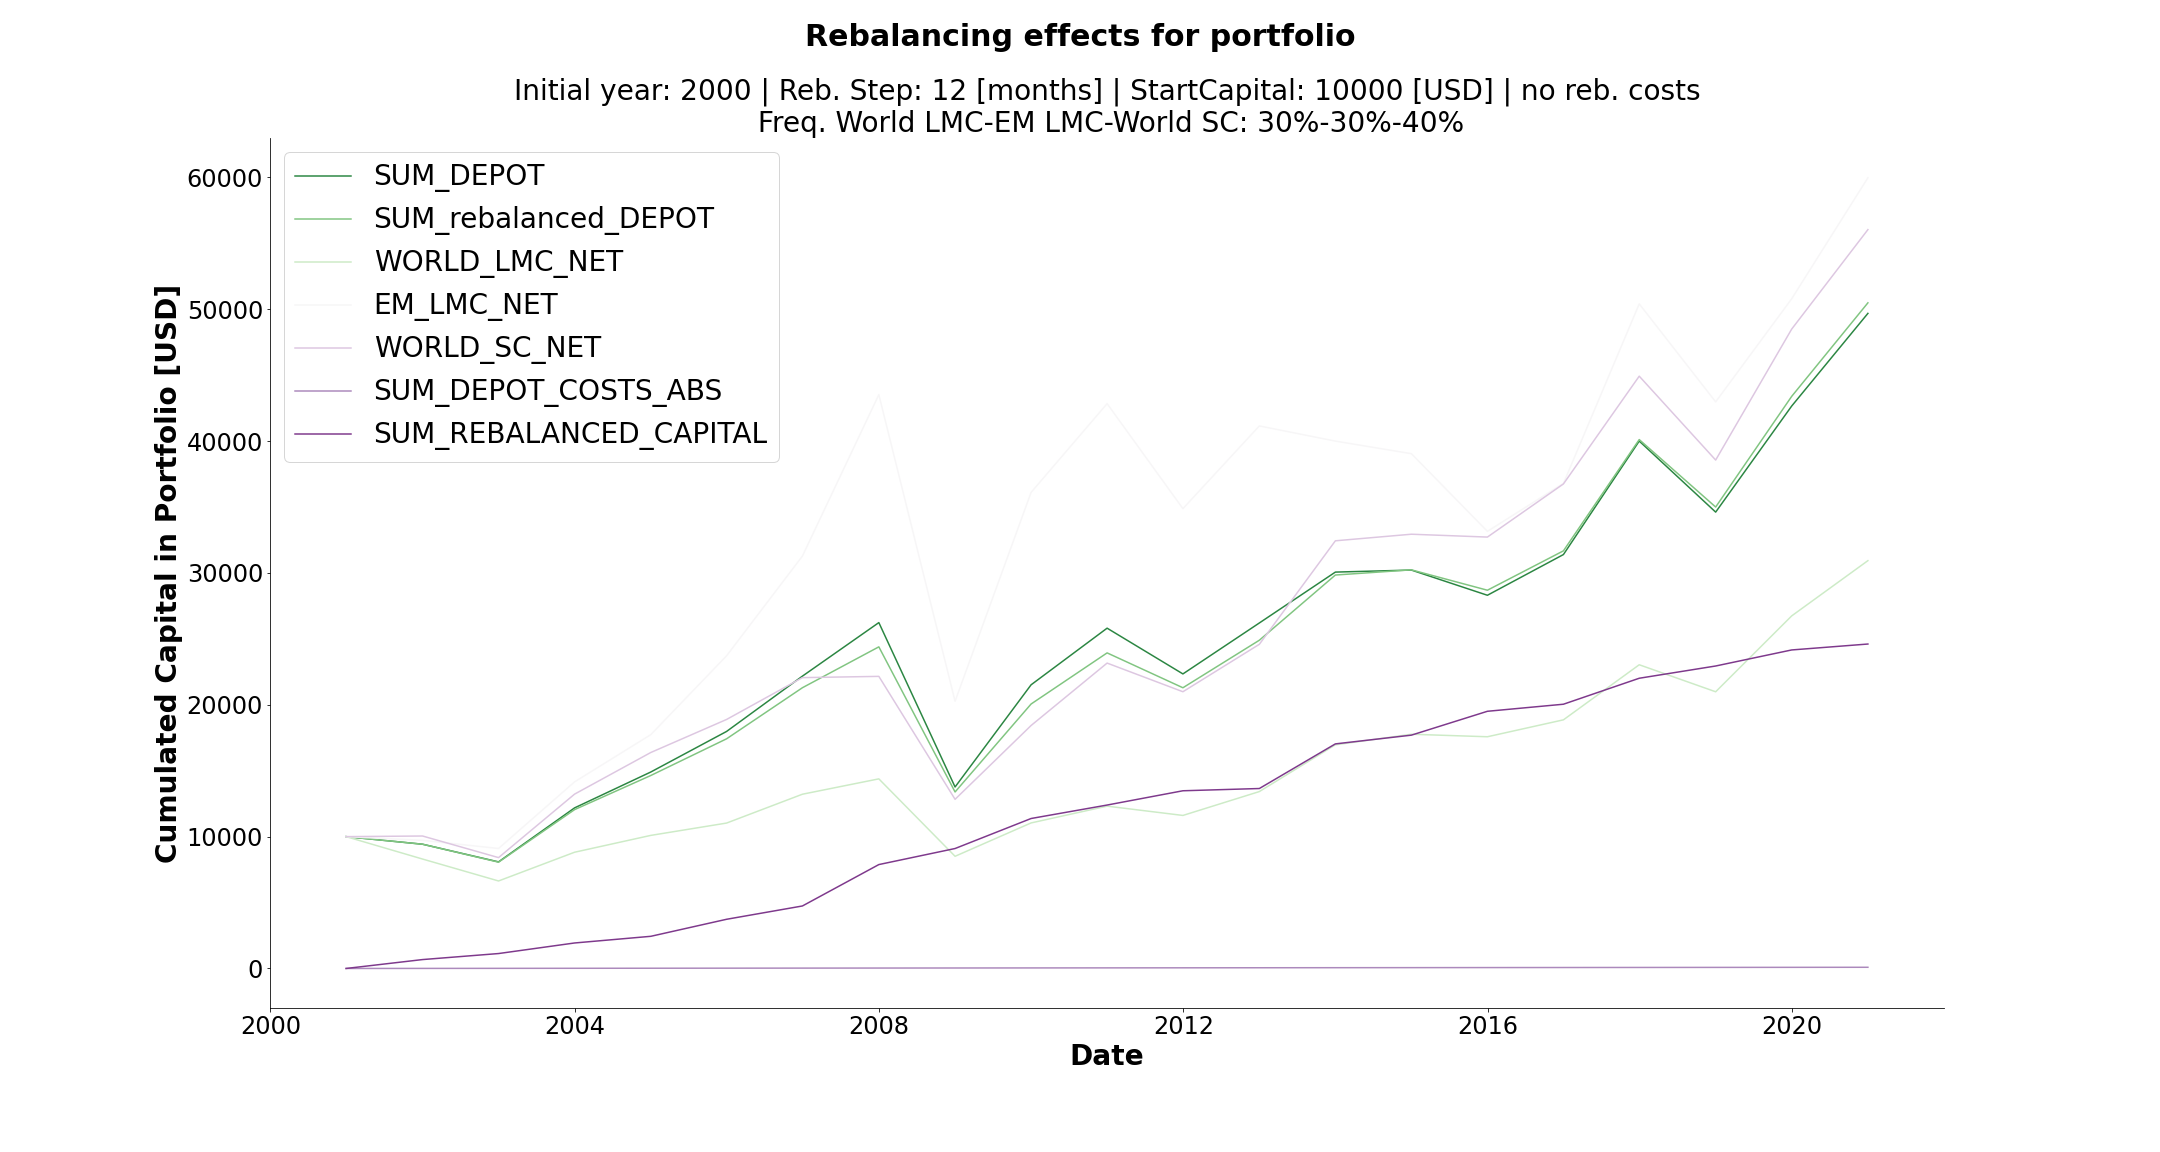 Rebalancing effects for portfolio
Initial year: 2000 | Reb. Step: 12 [months] | StartCapital: 10000 [USD] | no reb. costs
Freq. World LMC-EM LMC-World SC: 30%-30%-40%
SUM_DEPOT
SUM_rebalanced_DEPOT
WORLD_LMC_NET
EM_LMC_NET
WORLD_SC_NET
SUM_DEPOT_COSTS_ABS
SUM_REBALANCED_CAPITAL
Cumulated Capital in Portfolio [USD]
60000
50000
40000
30000
20000
10000
0
2000
2004
2008
2012
2016
2020
Date